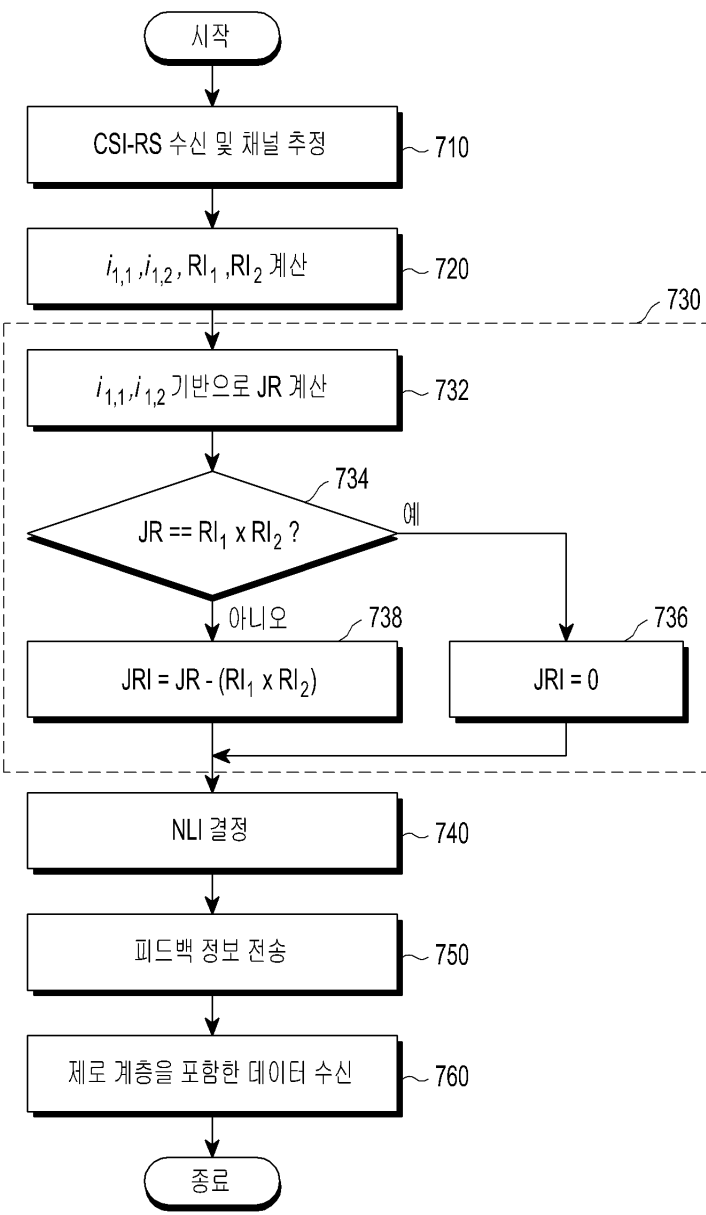 시작
CSI-RS 수신 및 채널 추정
710
i1,1 ,i1,2 , RI1 ,RI2 계산
720
730
i1,1,i1,2 기반으로 JR 계산
732
734
JR == RI1 x RI2 ?
예
아니오
738
736
JRI = JR - (RI1 x RI2)
JRI = 0
NLI 결정
740
피드백 정보 전송
750
제로 계층을 포함한 데이터 수신
760
종료